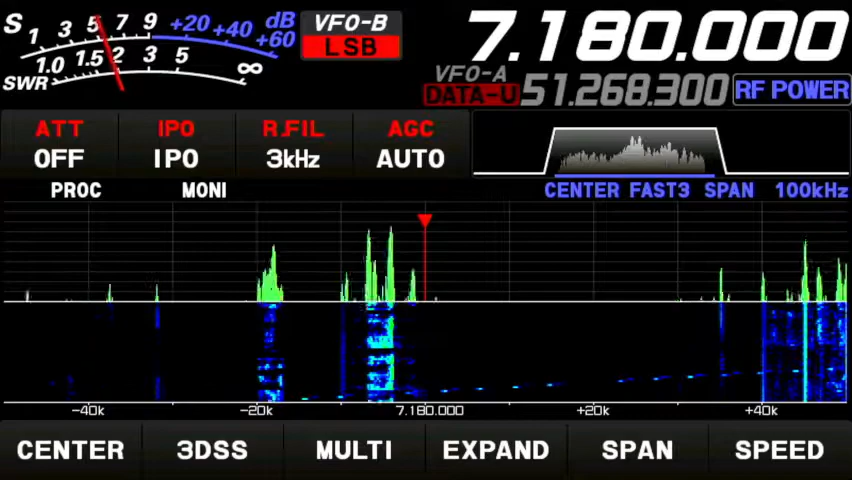 S 1 3 5 7 9 +20 +40 +60 dB
SWR 1.0 1.5 2 3 5 ∞
VFO-B
LSB
7.180.000
VFO-A
DATA-U
51.268.300
RF POWER
ATT IPO R.FIL AGC
OFF IPO 3kHz AUTO
PROC MONI
CENTER FAST3 SPAN 100kHz
-40k -20k 7.180.000 +20k +40k
CENTER 3DSS MULTI EXPAND SPAN SPEED